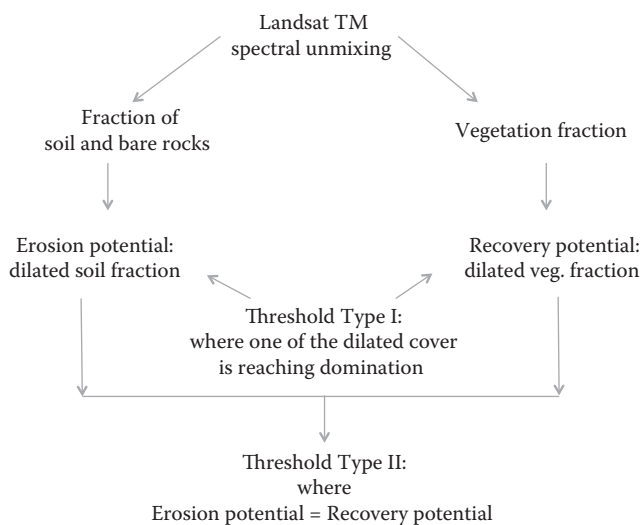 Landsat TM
spectral unmixing
Fraction of
soil and bare rocks
Vegetation fraction
Erosion potential:
dilated soil fraction
Recovery potential:
dilated veg. fraction
Threshold Type I:
where one of the dilated cover
is reaching domination
Threshold Type II:
where
Erosion potential = Recovery potential